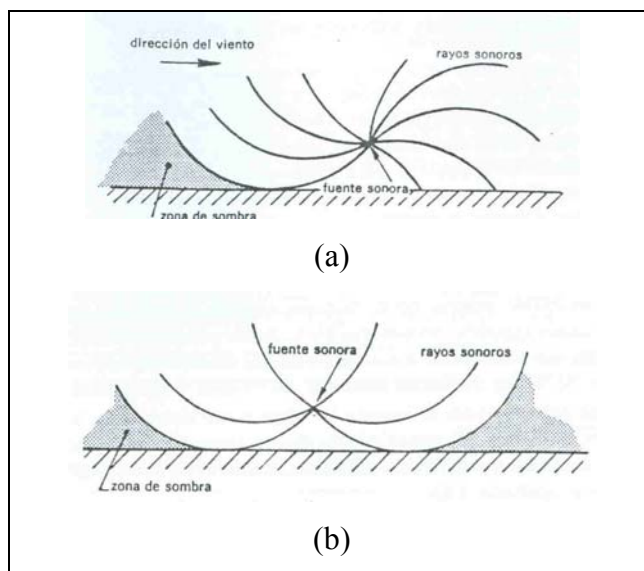 dirección del viento
rayos sonoros
fuente sonora
zona de sombra
(a)
fuente sonora
rayos sonoros
zona de sombra
(b)